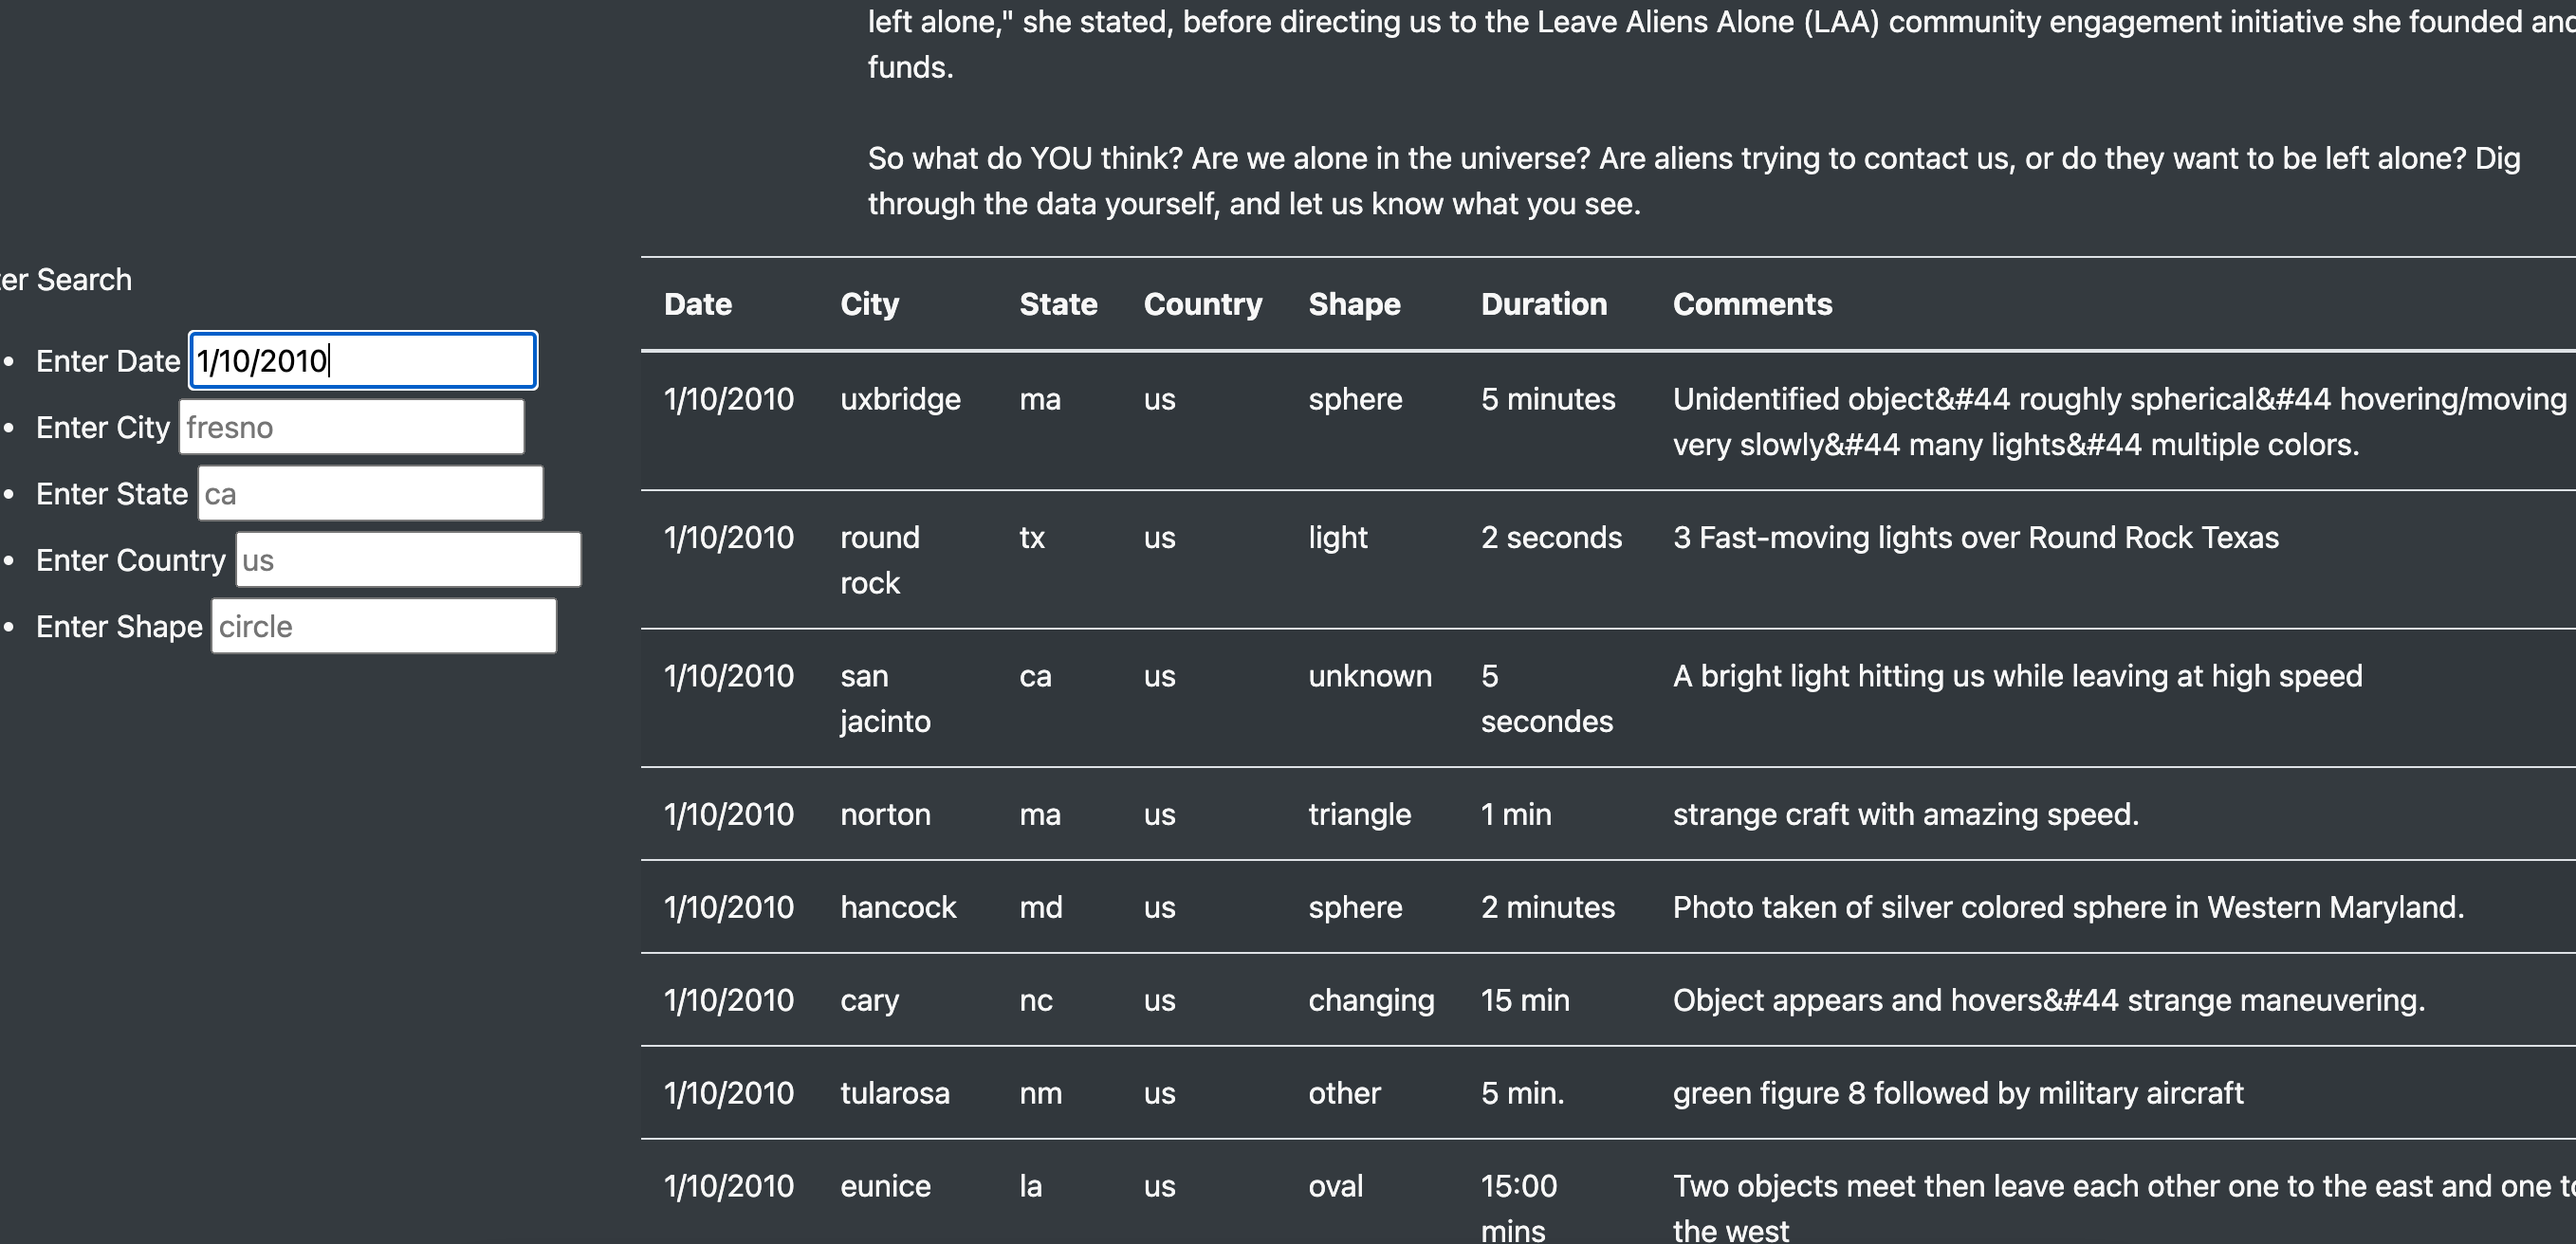 left alone," she stated, before directing us to the Leave Aliens Alone (LAA) community engagement initiative she founded and
funds.
So what do YOU think? Are we alone in the universe? Are aliens trying to contact us, or do they want to be left alone? Dig
through the data yourself, and let us know what you see.
er Search
• Enter Date 1/10/2010
• Enter City fresno
• Enter State ca
• Enter Country us
• Enter Shape circle
Date City State Country Shape Duration Comments
1/10/2010 uxbridge ma us sphere 5 minutes Unidentified object&#44 roughly spherical&#44 hovering/moving
very slowly&#44 many lights&#44 multiple colors.
1/10/2010 round tx us light 2 seconds 3 Fast-moving lights over Round Rock Texas
rock
1/10/2010 san ca us unknown 5 A bright light hitting us while leaving at high speed
jacinto secondes
1/10/2010 norton ma us triangle 1 min strange craft with amazing speed.
1/10/2010 hancock md us sphere 2 minutes Photo taken of silver colored sphere in Western Maryland.
1/10/2010 cary nc us changing 15 min Object appears and hovers&#44 strange maneuvering.
1/10/2010 tularosa nm us other 5 min. green figure 8 followed by military aircraft
1/10/2010 eunice la us oval 15:00 Two objects meet then leave each other one to the east and one to
mins the west